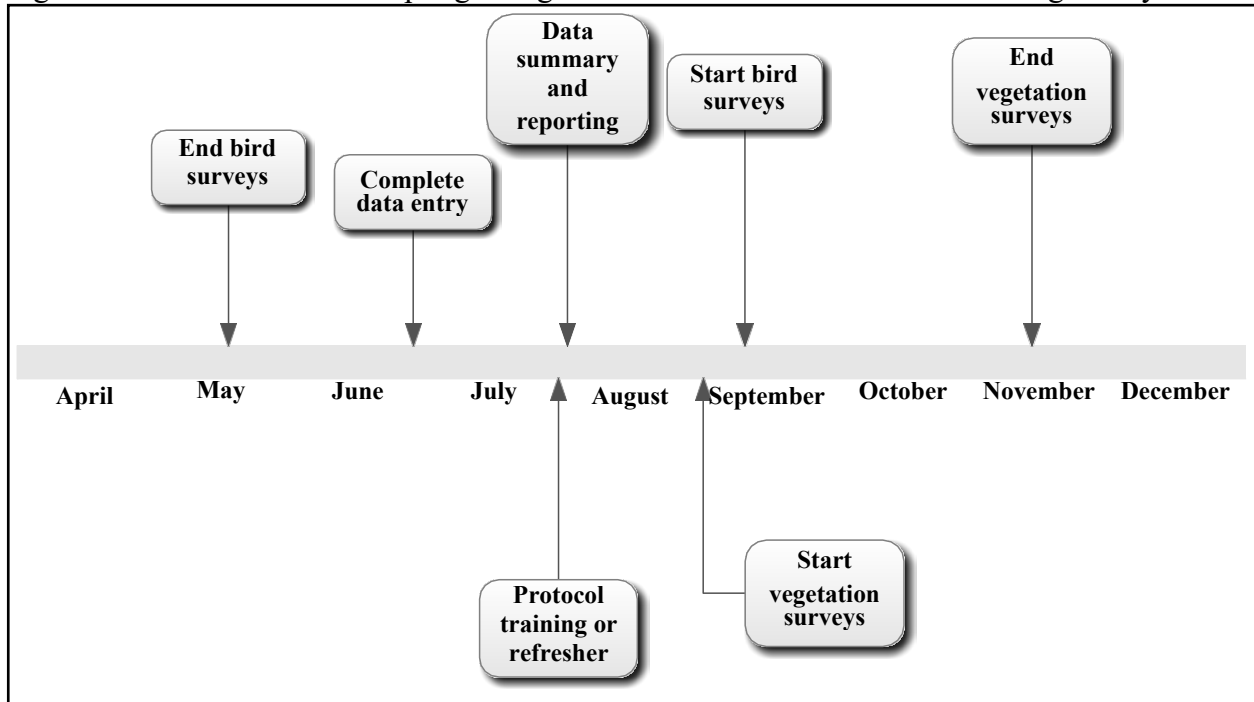 Data
summary
and
reporting
Start bird
surveys
End
vegetation
surveys
End bird
surveys
Complete
data entry
April
May
June
July
August
September
October
November
December
Protocol
training or
refresher
Start
vegetation
surveys